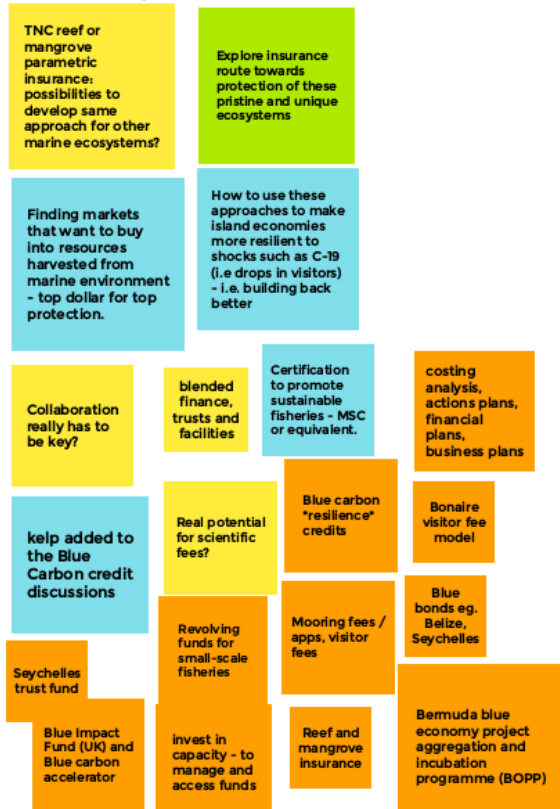 TNC reef or
mangrove
parametric
insurance:
possibilities to
develop same
approach for other
marine ecosystems?
Explore insurance
route towards
protection of these
pristine and unique
ecosystems
Finding markets
that want to buy
into resources
harvested from
marine environment
- top dollar for top
protection.
How to use these
approaches to make
island economies
more resilient to
shocks such as C-19
(i.e drops in visitors)
- i.e. building back
better
Collaboration
really has to
be key?
blended
finance,
trusts and
facilities
Certification
to promote
sustainable
fisheries - MSC
or equivalent.
costing
analysis,
actions plans,
financial
plans,
business plans
kelp added to
the Blue
Carbon credit
discussions
Real potential
for scientific
fees?
Blue carbon
*resilience*
credits
Bonaire
visitor fee
model
Revolving
funds for
small-scale
fisheries
Mooring fees /
apps, visitor
fees
Blue
bonds eg.
Belize,
Seychelles
Seychelles
trust fund
Blue Impact
Fund (UK) and
Blue carbon
accelerator
invest in
capacity - to
manage and
access funds
Reef and
mangrove
insurance
Bermuda blue
economy project
aggregation and
incubation
programme (BOPP)